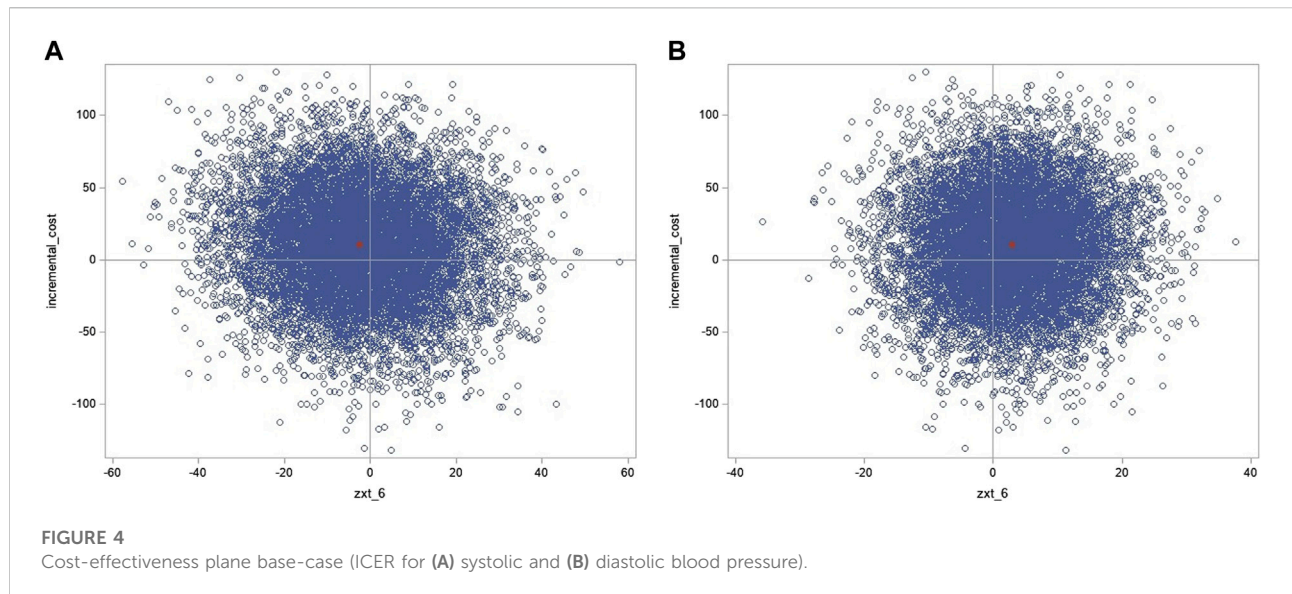 A
B
100
50
0
-50
-100
incremental_cost
-60 -40 -20 0 20 40 60
zxt_6
100
50
0
-50
-100
incremental_cost
-40 -20 0 20 40
zxt_6
FIGURE 4
Cost-effectiveness plane base-case (ICER for (A) systolic and (B) diastolic blood pressure).